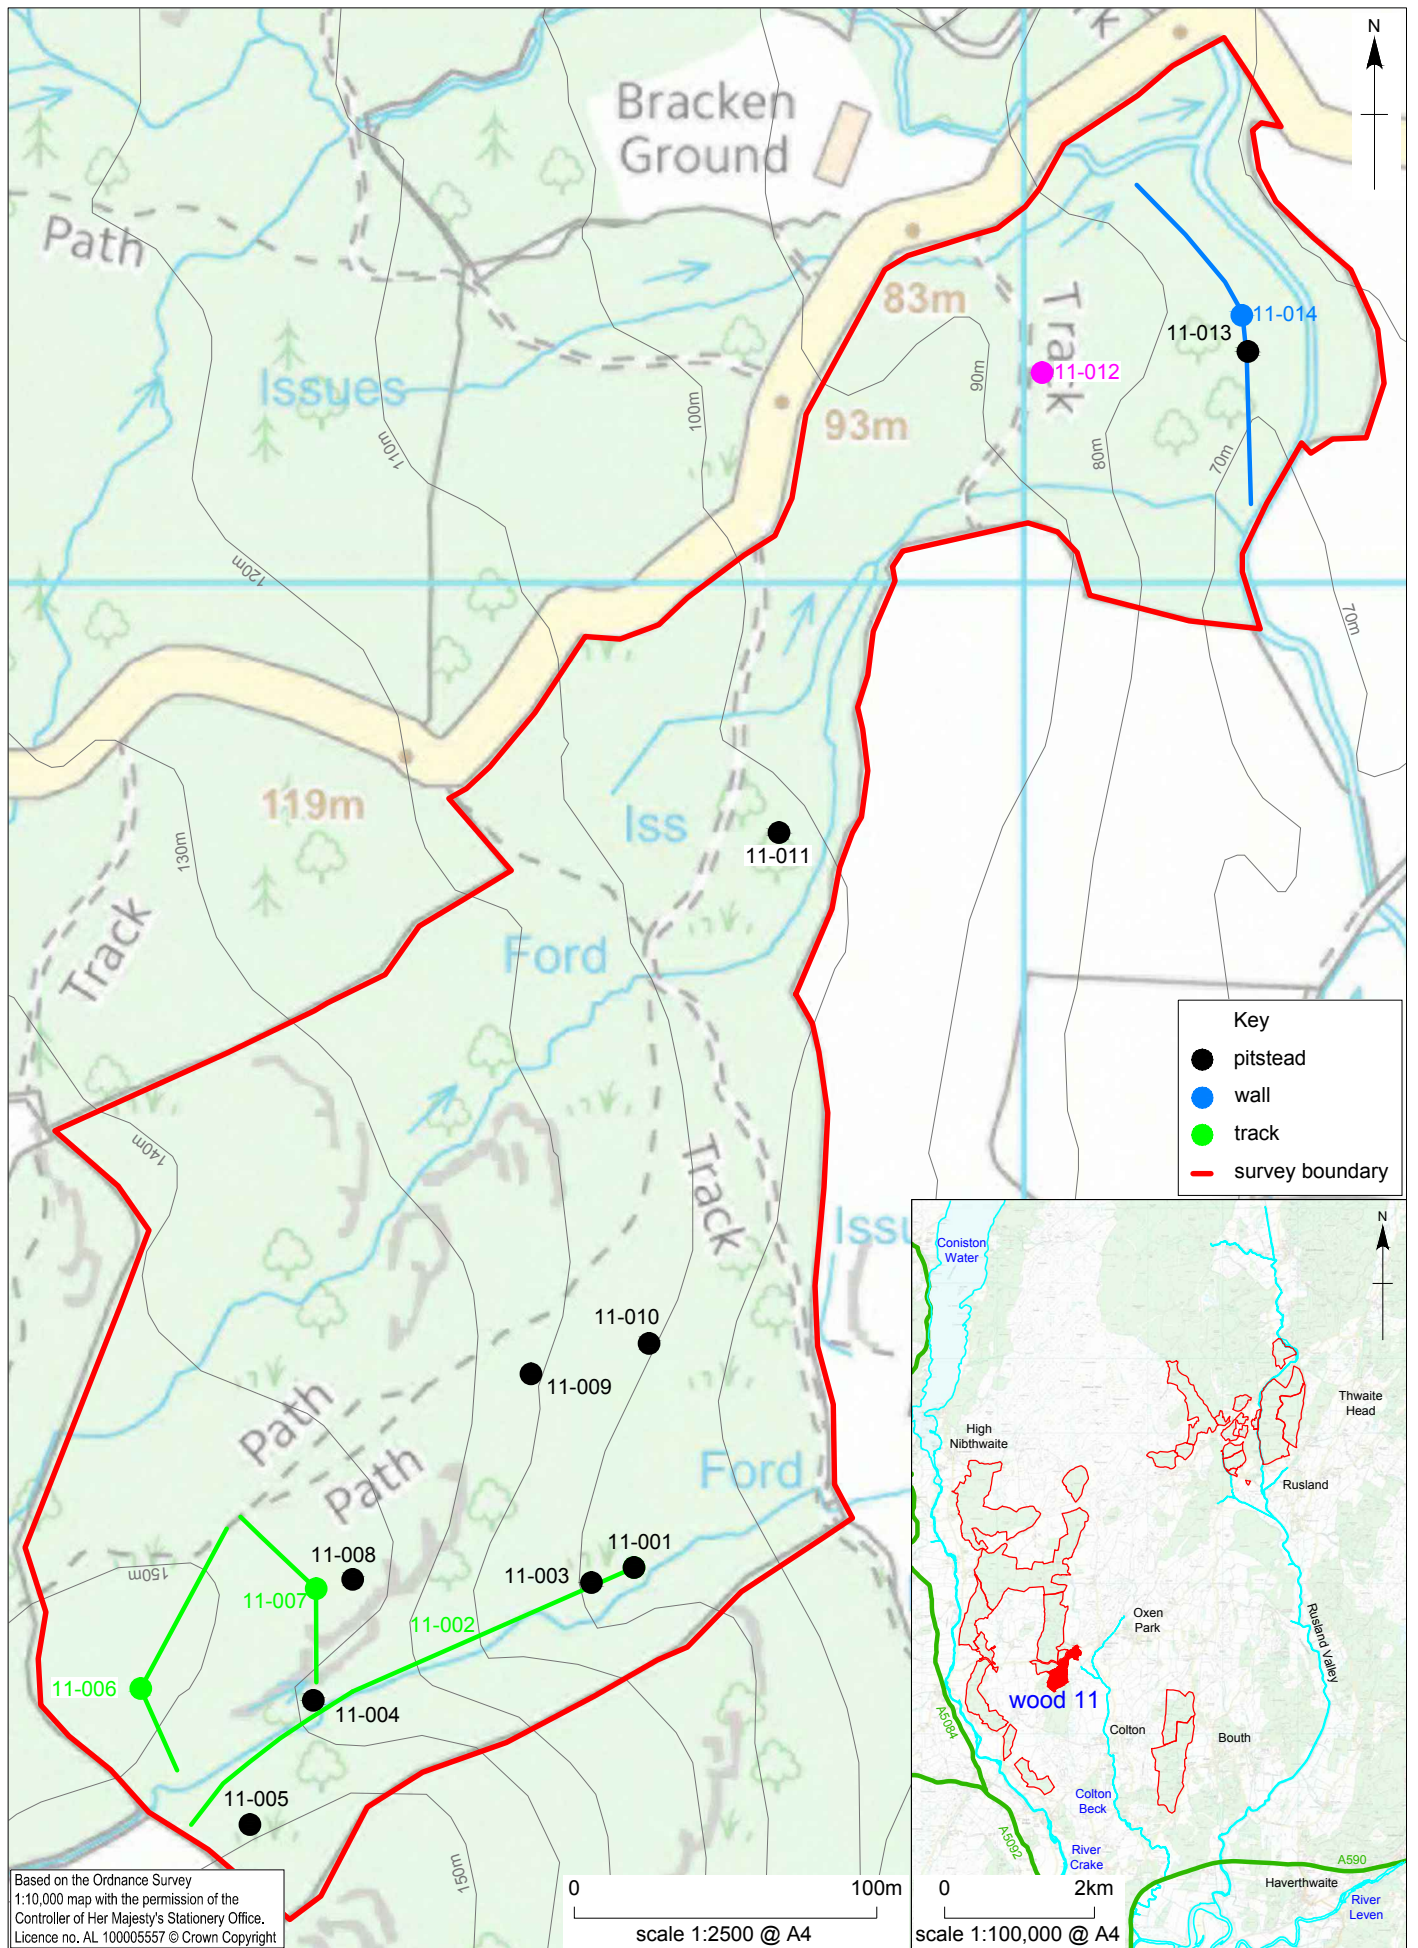 N
rk
Bracken
Ground
Path
83m
Track
11-014
11-013
11-012
Issues
100m
90m
93m
110m
80m
70m
120m
70m
119m
130m
Iss
11-011
Track
Ford
Key
pitstead
wall
track
survey boundary
140m
Track
Issu
11-010
11-009
Path
Path
Ford
11-001
11-008
11-003
150m
11-007
11-002
11-006
11-004
11-005
150m
Based on the Ordnance Survey
1:10,000 map with the permission of the
Controller of Her Majesty's Stationery Office.
Licence no. AL 100005557 © Crown Copyright
0 100m
scale 1:2500 @ A4
N
Coniston
Water
Thwaite
Head
High
Nibthwaite
Rusland
Oxen
Park
Rusland Valley
wood 11
A5084
Colton
Bouth
Colton
Beck
A5092
River
Crake
A590
Haverthwaite
River
Leven
0 2km
scale 1:100,000 @ A4